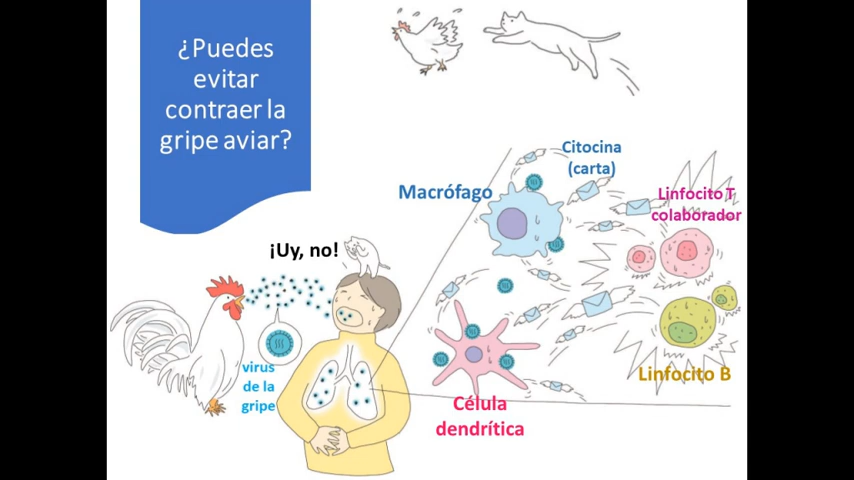 ¿Puedes
evitar
contraer la
gripe aviar?
Citocina
(carta)
Macrófago
Linfocito T
colaborador
¡Uy, no!
virus
de la
gripe
Linfocito B
Célula
dendrítica